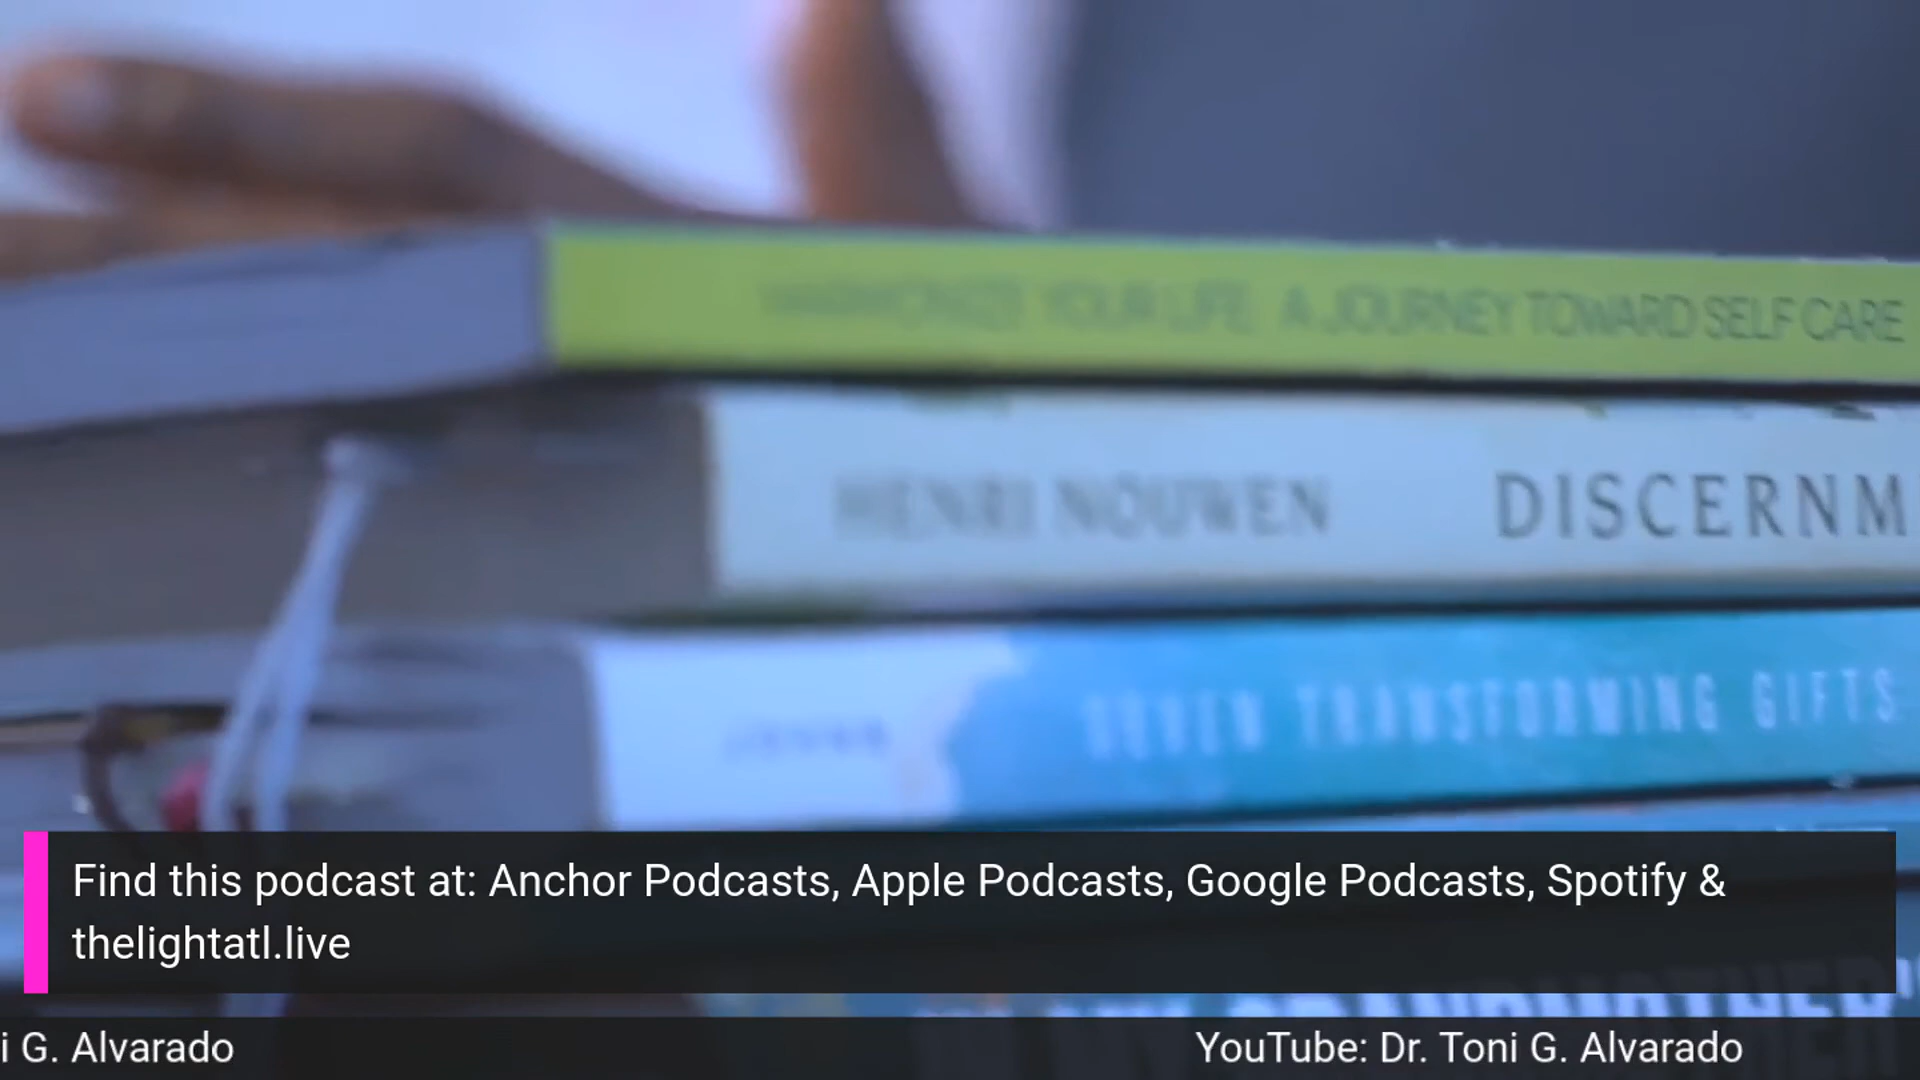 HARMONIZE YOUR LIFE A JOURNEY TOWARD SELF CARE
HENRI NOUWEN DISCERNM
SEVEN TRANSFORMING GIFTS
Find this podcast at: Anchor Podcasts, Apple Podcasts, Google Podcasts, Spotify &
thelightatl.live
i G. Alvarado YouTube: Dr. Toni G. Alvarado